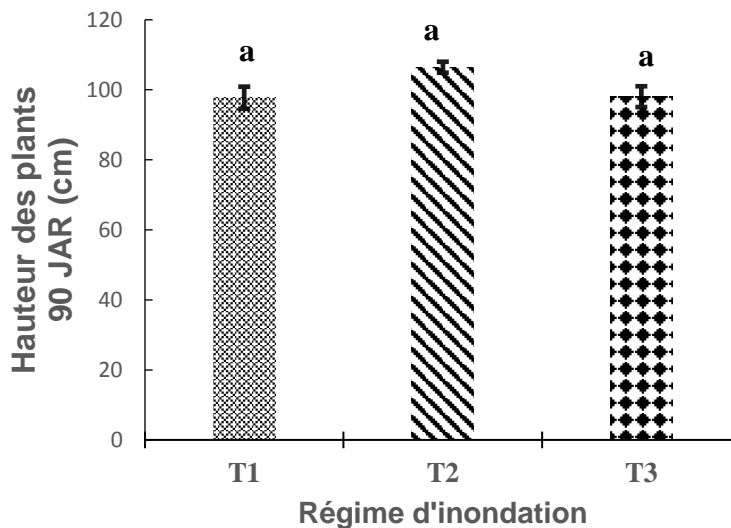 120
a
a
a
100
80
60
40
20
0
Hauteur des plants
90 JAR (cm)
T1
T2
T3
Régime d'inondation